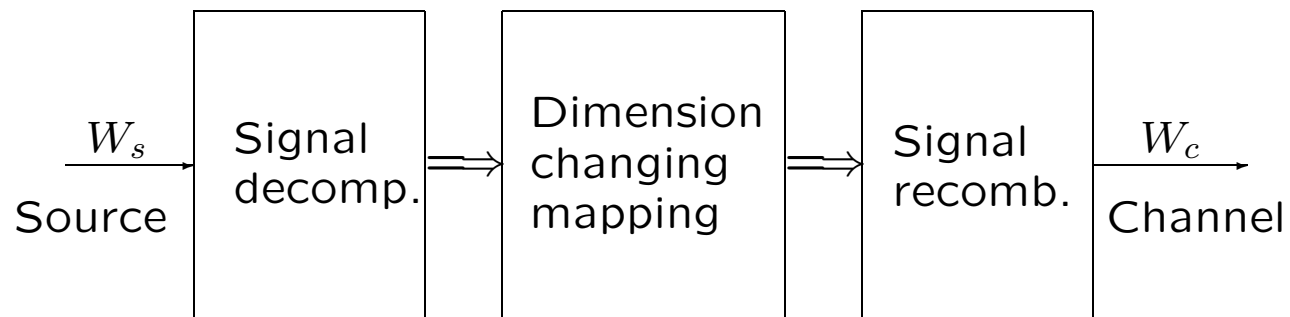 W_s
Source
Signal
decomp.
Dimension
changing
mapping
Signal
recomb.
W_c
Channel